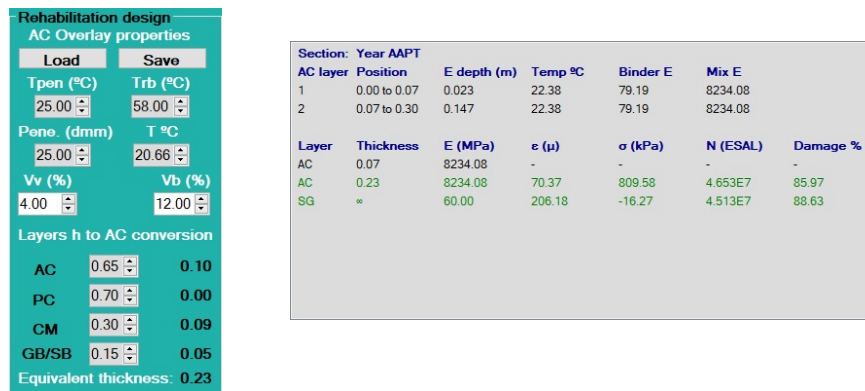 Rehabilitation design
AC Overlay properties
Load Save
Tpen (ºC) Trb (ºC)
25.00 58.00
Pene. (dmm) T ºC
25.00 20.66
Vv (%) Vb (%)
4.00 12.00
Layers h to AC conversion
AC 0.65 0.10
PC 0.70 0.00
CM 0.30 0.09
GB/SB 0.15 0.05
Equivalent thickness: 0.23
Section: Year AAPT
AC layer Position E depth (m) Temp ºC Binder E Mix E
1 0.00 to 0.07 0.023 22.38 79.19 8234.08
2 0.07 to 0.30 0.147 22.38 79.19 8234.08
Layer Thickness E (MPa) ε (μ) σ (kPa) N (ESAL) Damage %
AC 0.07 8234.08 - - - -
AC 0.23 8234.08 70.37 809.58 4.653E7 85.97
SG ∞ 60.00 206.18 -16.27 4.513E7 88.63